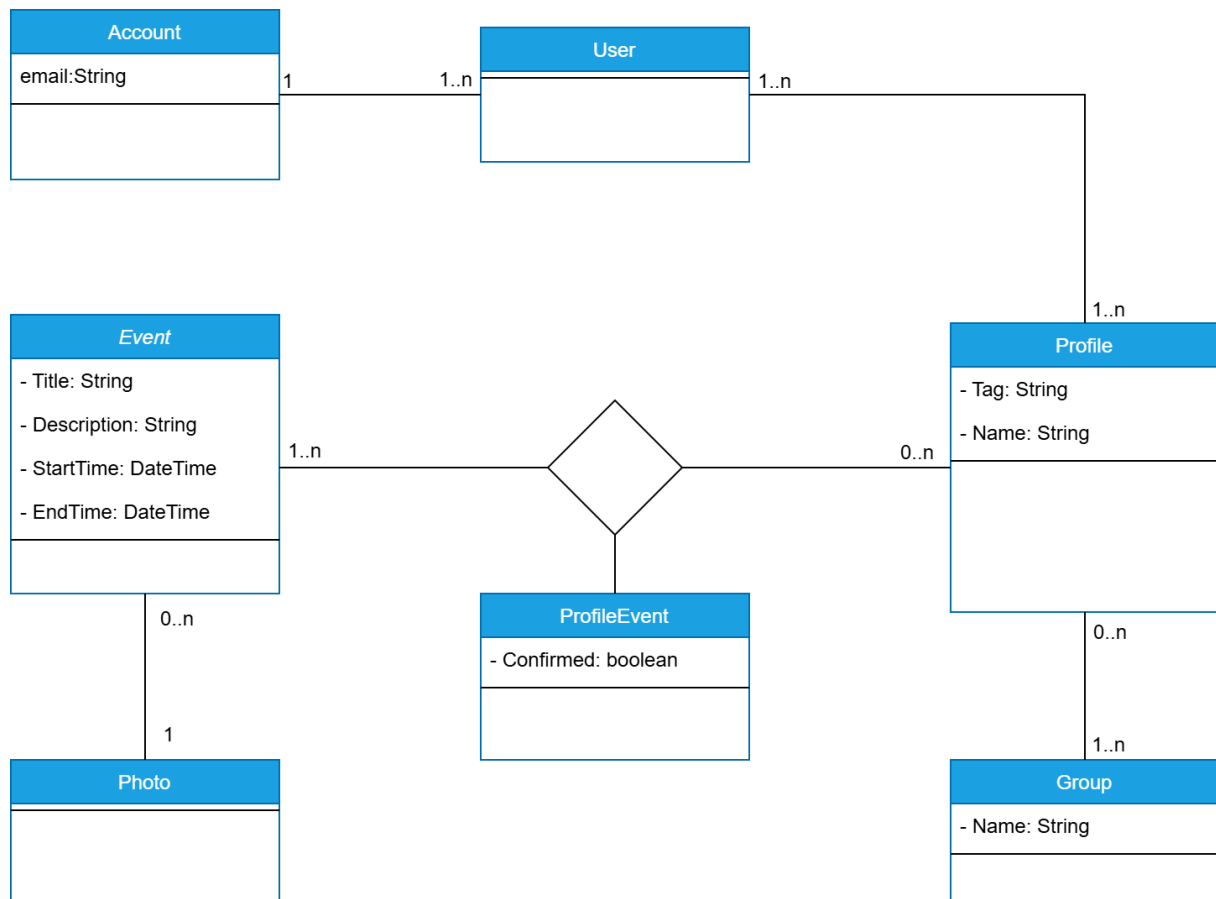 Account
email:String
1
1..n
User
1..n
1..n
Event
- Title: String
- Description: String
- StartTime: DateTime
- EndTime: DateTime
1..n
0..n
Profile
- Tag: String
- Name: String
ProfileEvent
- Confirmed: boolean
0..n
1
Photo
0..n
1..n
Group
- Name: String